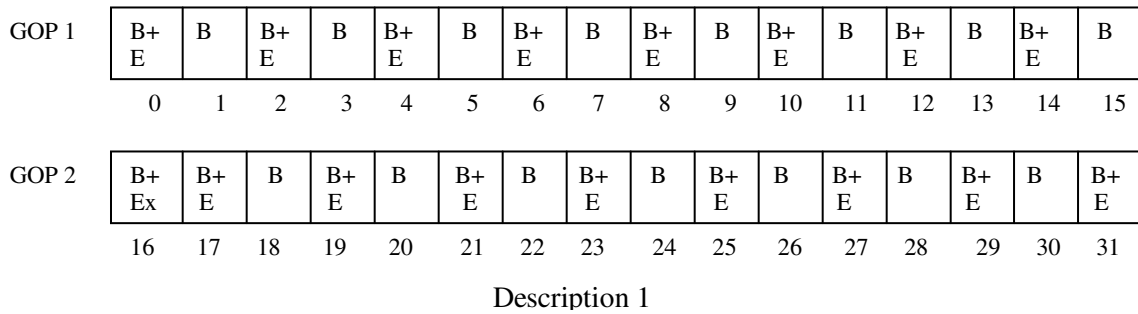 GOP 1 B+ E B B+ E B B+ E B B+ E B B+ E B B+ E B B+ E B B+ E B
0 1 2 3 4 5 6 7 8 9 10 11 12 13 14 15
GOP 2 B+ Ex B+ E B B+ E B B+ E B B+ E B B+ E B B+ E B B+ E B B+ E
16 17 18 19 20 21 22 23 24 25 26 27 28 29 30 31
Description 1